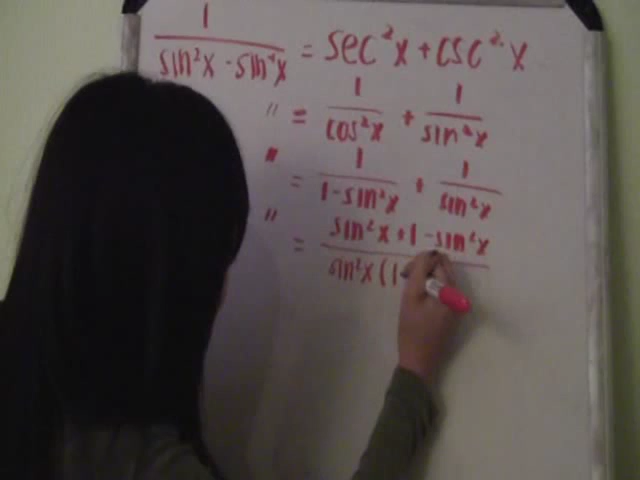 1/(sin²x - sin⁴x) = sec²x + csc²x
" = 1/cos²x + 1/sin²x
" = 1/(1 - sin²x) + 1/sin²x
" = (sin²x + 1 - sin²x)/(sin²x (1